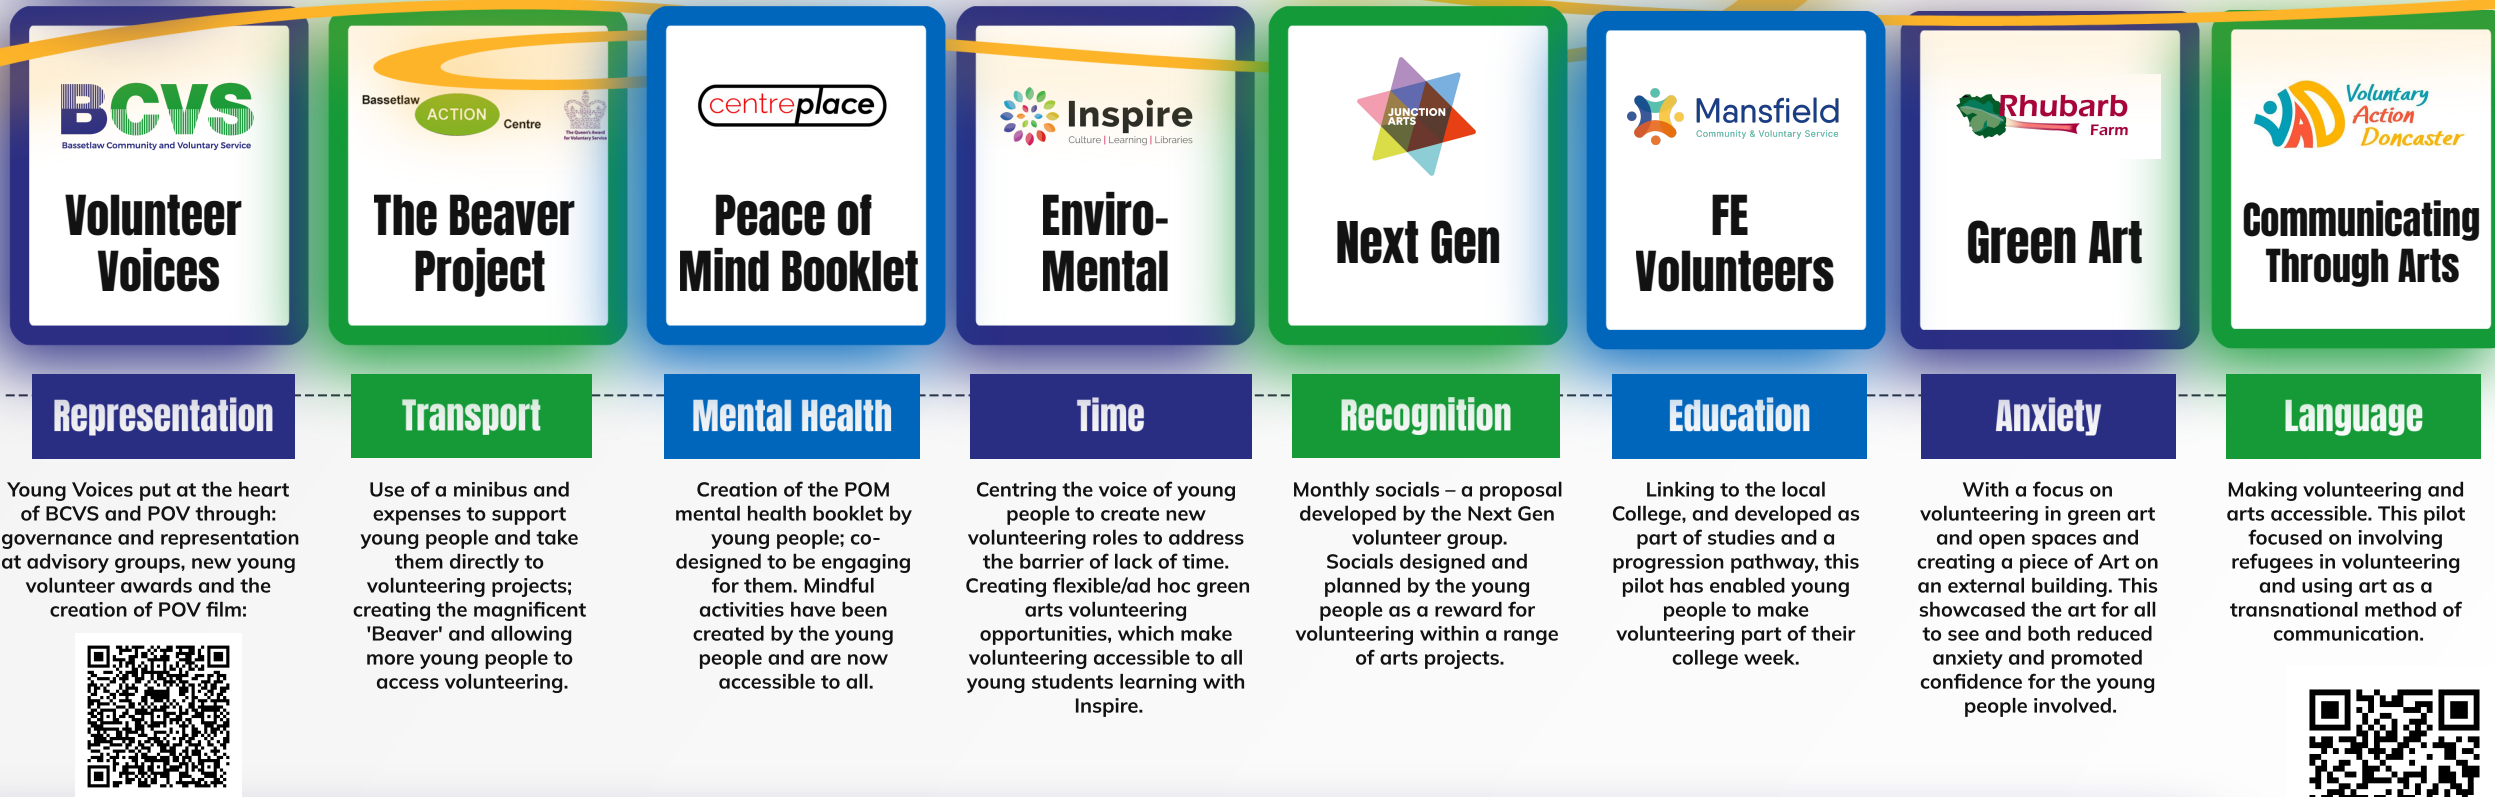 BCVS
Bassetlaw Community and Voluntary Service
Volunteer
Voices
Representation
Young Voices put at the heart
of BCVS and POV through:
governance and representation
at advisory groups, new young
volunteer awards and the
creation of POV film:
Bassetlaw
ACTION
Centre
The Queen's Award
for Voluntary Service
The Beaver
Project
Transport
Use of a minibus and
expenses to support
young people and take
them directly to
volunteering projects;
creating the magnificent
'Beaver' and allowing
more young people to
access volunteering.
centreplace
Peace of
Mind Booklet
Mental Health
Creation of the POM
mental health booklet by
young people; co-
designed to be engaging
for them. Mindful
activities have been
created by the young
people and are now
accessible to all.
Inspire
Culture | Learning | Libraries
Enviro-
Mental
Time
Centring the voice of young
people to create new
volunteering roles to address
the barrier of lack of time.
Creating flexible/ad hoc green
arts volunteering
opportunities, which make
volunteering accessible to all
young students learning with
Inspire.
JUNCTION
ARTS
Next Gen
Recognition
Monthly socials – a proposal
developed by the Next Gen
volunteer group.
Socials designed and
planned by the young
people as a reward for
volunteering within a range
of arts projects.
Mansfield
Community & Voluntary Service
FE
Volunteers
Education
Linking to the local
College, and developed as
part of studies and a
progression pathway, this
pilot has enabled young
people to make
volunteering part of their
college week.
Rhubarb
Farm
Green Art
Anxiety
With a focus on
volunteering in green art
and open spaces and
creating a piece of Art on
an external building. This
showcased the art for all
to see and both reduced
anxiety and promoted
confidence for the young
people involved.
VAD
Voluntary
Action
Doncaster
Communicating
Through Arts
Language
Making volunteering and
arts accessible. This pilot
focused on involving
refugees in volunteering
and using art as a
transnational method of
communication.